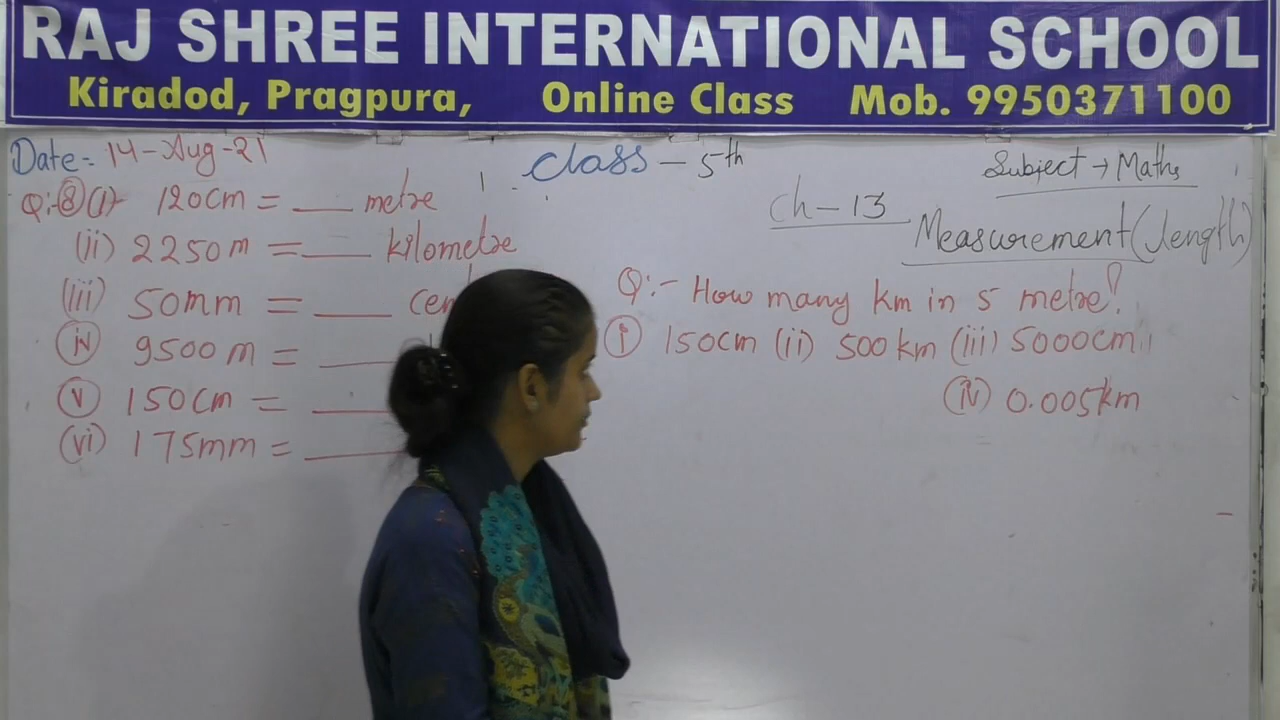 RAJ SHREE INTERNATIONAL SCHOOL
Kiradod, Pragpura, Online Class Mob. 9950371100
Date:- 14-Aug-21
Class - 5th
Subject → Maths
Ch-13
Measurement (length)
Q:-⑧(i) 120cm = ___ metre
(ii) 2250m = ___ kilometre
(iii) 50mm = ___
(iv) 9500m = ___
(v) 150cm = ___
(vi) 175mm = ___
Q:- How many km in 5 metre?
(i) 150cm (ii) 500km (iii) 5000cm
(iv) 0.005km